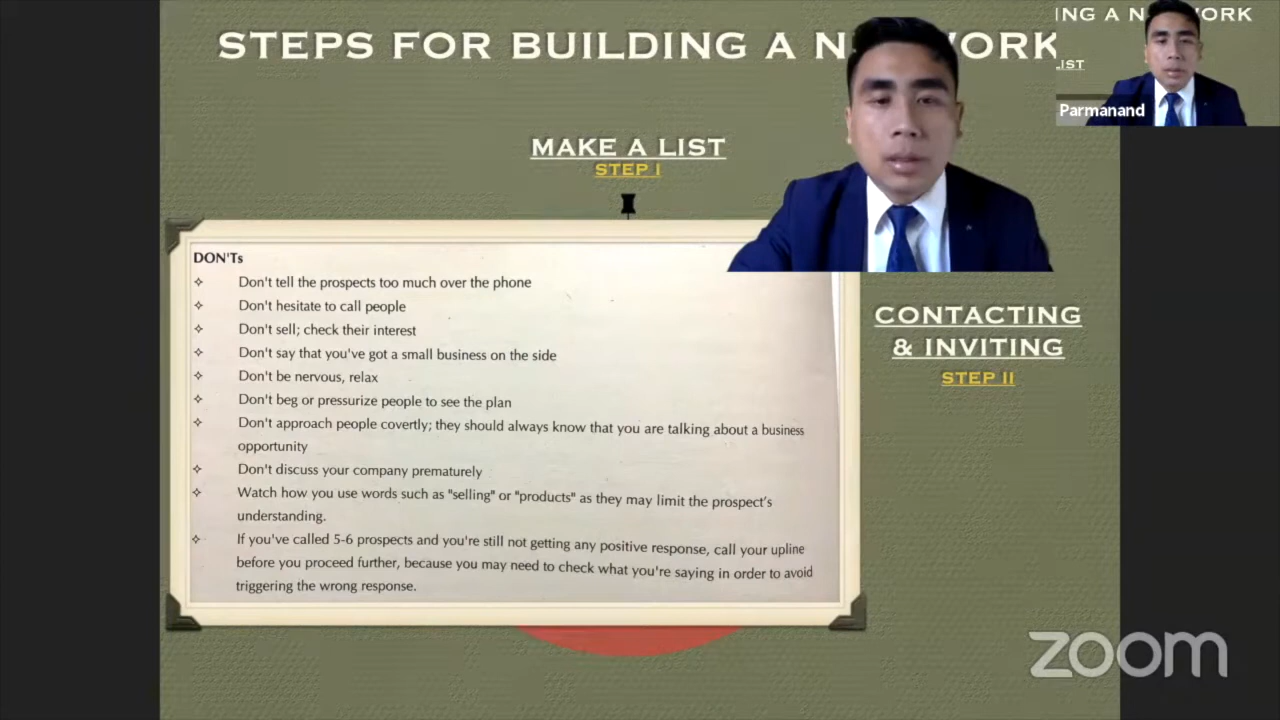 STEPS FOR BUILDING A N WORK
ING A N ORK
IST
Parmanand
MAKE A LIST
STEP I
DON'Ts
Don't tell the prospects too much over the phone
Don't hesitate to call people
Don't sell; check their interest
Don't say that you've got a small business on the side
Don't be nervous, relax
Don't beg or pressurize people to see the plan
Don't approach people covertly; they should always know that you are talking about a business
opportunity
Don't discuss your company prematurely
Watch how you use words such as "selling" or "products" as they may limit the prospect's
understanding.
If you've called 5-6 prospects and you're still not getting any positive response, call your upline
before you proceed further, because you may need to check what you're saying in order to avoid
triggering the wrong response.
CONTACTING
& INVITING
STEP II
zoom